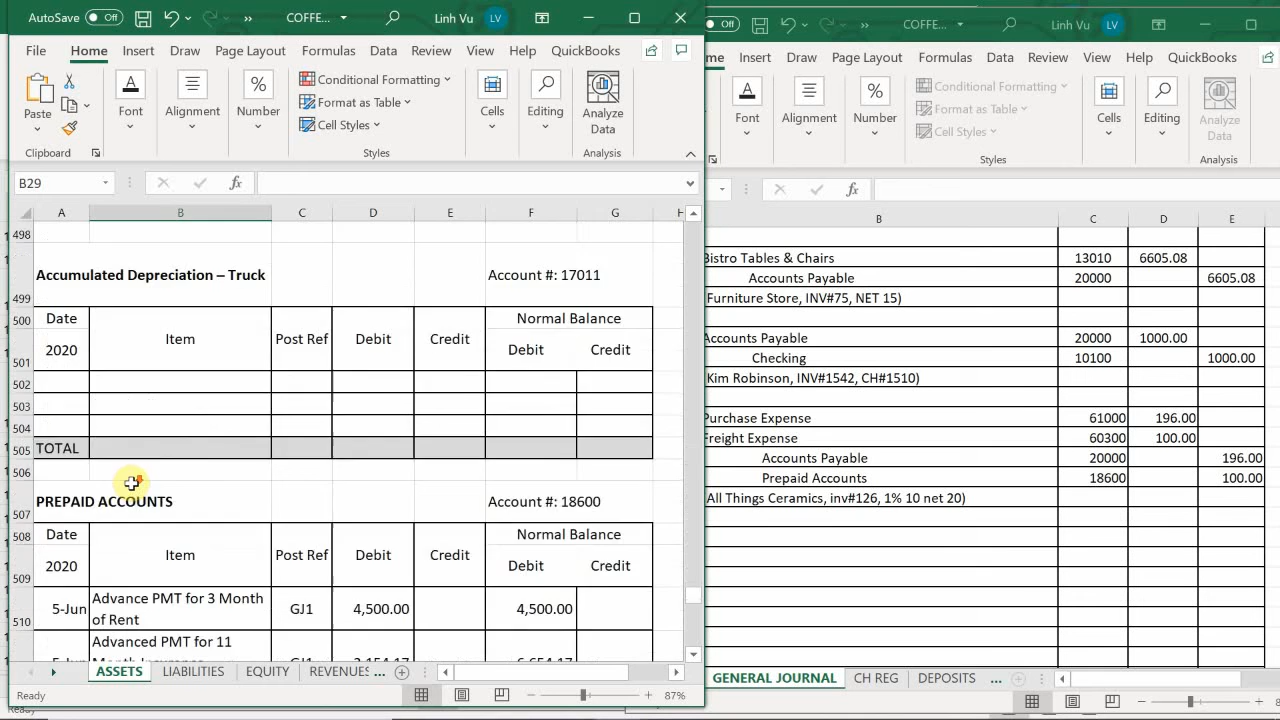 AutoSave Off COFFE... Linh Vu LV
File Home Insert Draw Page Layout Formulas Data Review View Help QuickBooks
Paste Font Alignment Number Conditional Formatting Format as Table Cell Styles Cells Editing Analyze Data
Clipboard Styles Analysis
B29 fx
A B C D E F G H
498
Accumulated Depreciation – Truck Account #: 17011
499
500 Date Item Post Ref Debit Credit Normal Balance
501 2020 Debit Credit
502
503
504
505 TOTAL
506
507 PREPAID ACCOUNTS Account #: 18600
508 Date Item Post Ref Debit Credit Normal Balance
509 2020 Debit Credit
510 5-Jun Advance PMT for 3 Month of Rent GJ1 4,500.00 4,500.00
Advanced PMT for 11
ASSETS LIABILITIES EQUITY REVENUES ...
Ready 87%
Off COFFE... Linh Vu LV
me Insert Draw Page Layout Formulas Data Review View Help QuickBooks
Font Alignment Number Conditional Formatting Format as Table Cell Styles Cells Editing Analyze Data
Styles Analysis
fx
B C D E
Bistro Tables & Chairs 13010 6605.08
Accounts Payable 20000 6605.08
Furniture Store, INV#75, NET 15)
Accounts Payable 20000 1000.00
Checking 10100 1000.00
Kim Robinson, INV#1542, CH#1510)
Purchase Expense 61000 196.00
Freight Expense 60300 100.00
Accounts Payable 20000 196.00
Prepaid Accounts 18600 100.00
All Things Ceramics, inv#126, 1% 10 net 20)
GENERAL JOURNAL CH REG DEPOSITS ...
Ready